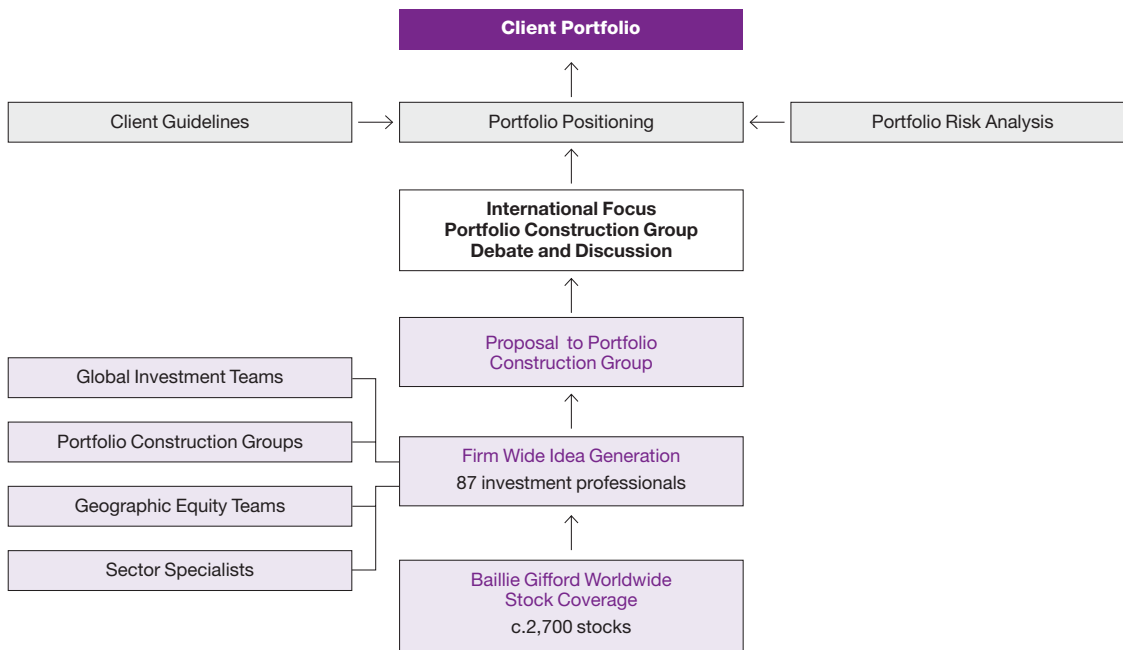 Client Portfolio
Client Guidelines
Portfolio Positioning
Portfolio Risk Analysis
International Focus
Portfolio Construction Group
Debate and Discussion
Proposal to Portfolio
Construction Group
Global Investment Teams
Portfolio Construction Groups
Geographic Equity Teams
Sector Specialists
Firm Wide Idea Generation
87 investment professionals
Baillie Gifford Worldwide
Stock Coverage
c.2,700 stocks